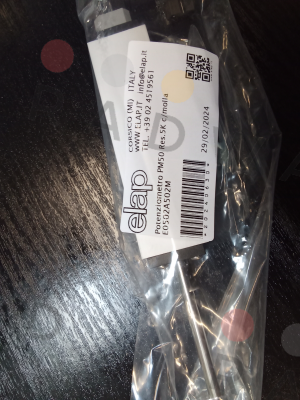 elap
CORSICO (MI) ITALY
WWW.ELAP.IT info@elap.it
TEL. +39 02 4519561
Potenziometro PM50 Res.5K c/molla
E05G2A502M
29/02/2024